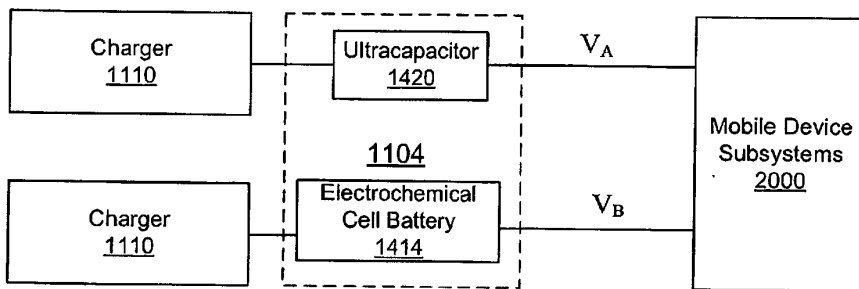 Charger
1110
Ultracapacitor
1420
V_A
1104
Mobile Device
Subsystems
2000
Charger
1110
Electrochemical
Cell Battery
1414
V_B